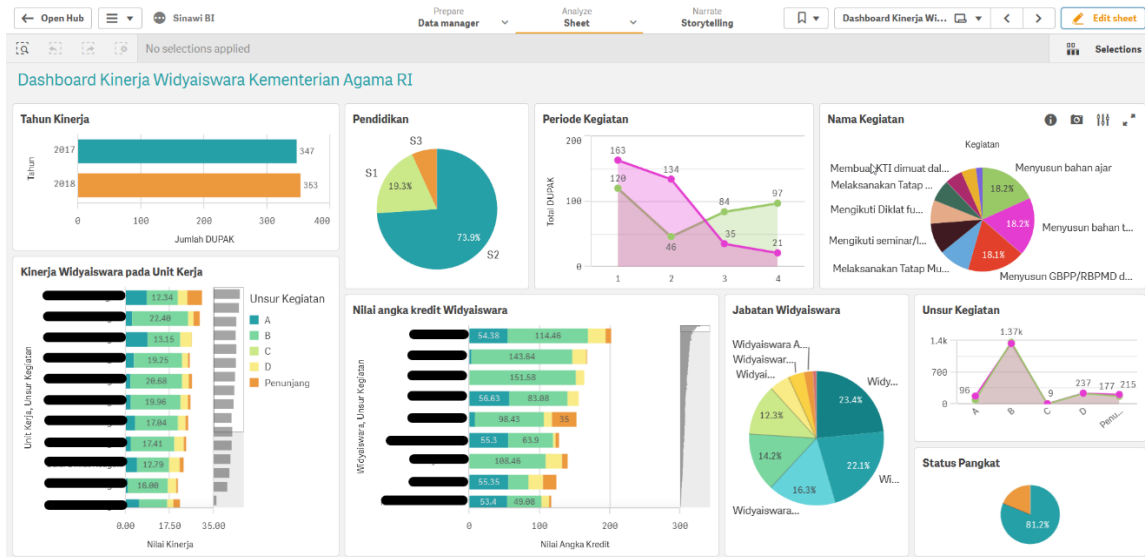 Open Hub
Sinawi BI
Prepare
Data manager
Analyze
Sheet
Narrate
Storytelling
Dashboard Kinerja Wi...
Edit sheet
No selections applied
Selections
Dashboard Kinerja Widyaiswara Kementerian Agama RI
Tahun Kinerja
Tahun
2017
347
2018
353
0 100 200 300 400
Jumlah DUPAK
Pendidikan
S3
S1
19.3%
73.9%
S2
Periode Kegiatan
Total DUPAK
200
100
0
163
120
134
46
84
35
97
21
1 2 3 4
Nama Kegiatan
Kegiatan
Membuat KTI dimuat dal...
Melaksanakan Tatap ...
Mengikuti Diklat fu...
Mengikuti seminar/l...
Melaksanakan Tatap Mu...
Menyusun bahan ajar
Menyusun bahan t...
Menyusun GBPP/RBPMD d...
18.2%
18.2%
18.1%
Kinerja Widyaiswara pada Unit Kerja
Unit Kerja, Unsur Kegiatan
12.34
22.40
13.15
19.25
20.68
19.96
17.04
17.41
12.79
16.00
0.00 17.50 35.00
Nilai Kinerja
Unsur Kegiatan
A
B
C
D
Penunjang
Nilai angka kredit Widyaiswara
Widyaiswara, Unsur Kegiatan
54.38 114.46
143.64
151.58
56.63 83.08
98.43 35
55.3 63.9
108.46
55.35
53.4 49.08
0 100 200 300
Nilai Angka Kredit
Jabatan Widyaiswara
Widyaiswara A...
Widyaiswar...
Widyai...
Widy...
Wi...
Widyaiswara...
23.4%
22.1%
16.3%
14.2%
12.3%
Unsur Kegiatan
1.4k
700
0
96
1.37k
9
237
177
215
A B C D Penu...
Status Pangkat
81.2%